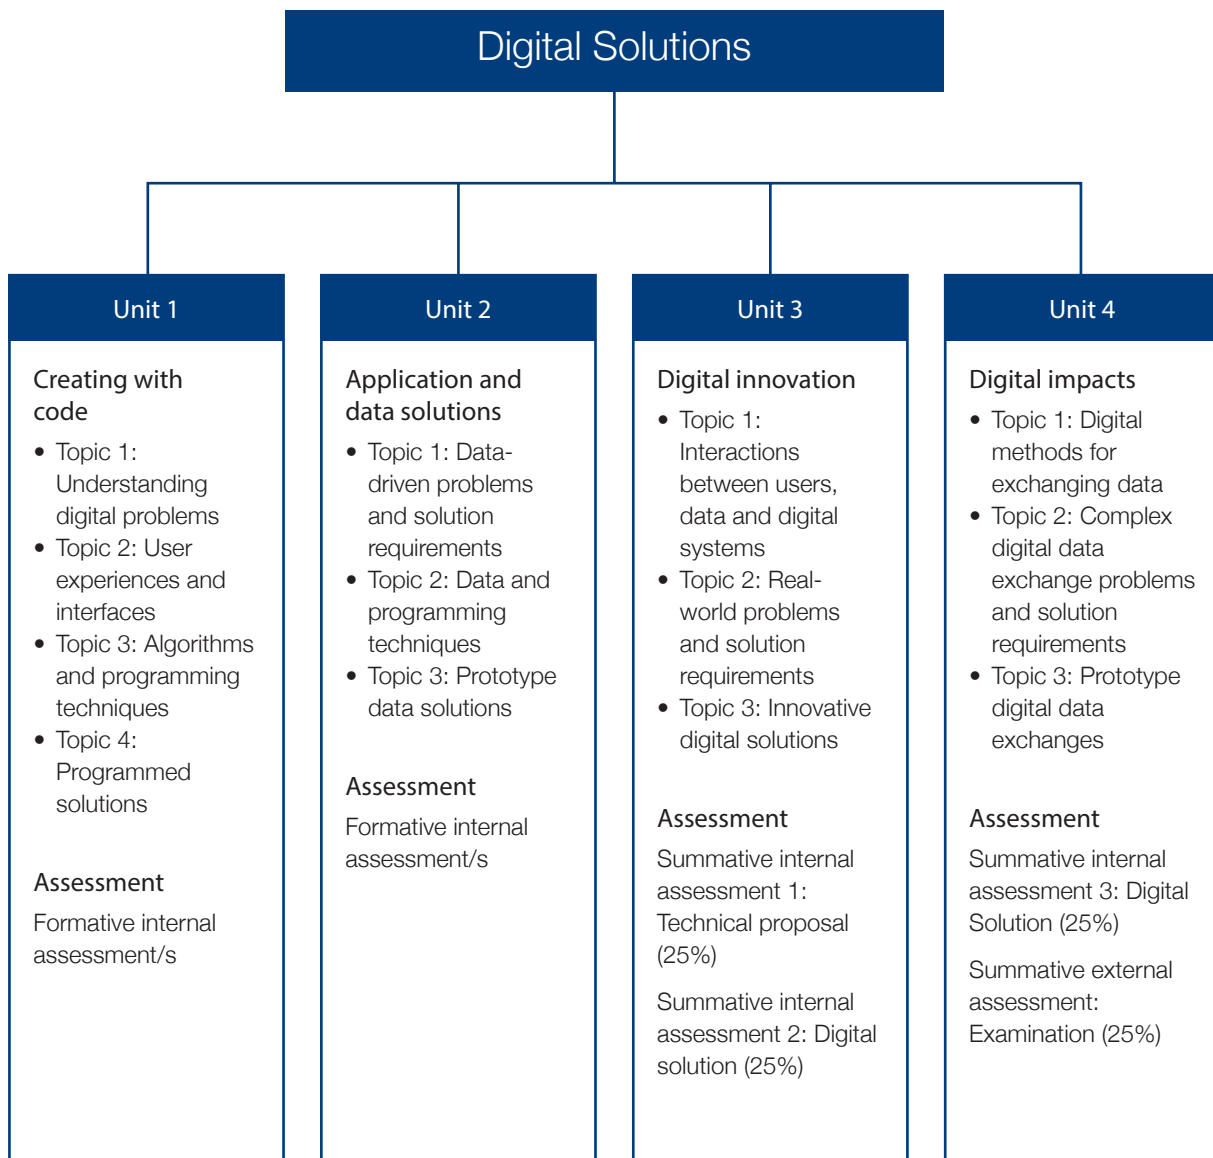 Digital Solutions
Unit 1
Creating with
code
• Topic 1:
Understanding
digital problems
• Topic 2: User
experiences and
interfaces
• Topic 3: Algorithms
and programming
techniques
• Topic 4:
Programmed
solutions
Assessment
Formative internal
assessment/s
Unit 2
Application and
data solutions
• Topic 1: Data-
driven problems
and solution
requirements
• Topic 2: Data and
programming
techniques
• Topic 3: Prototype
data solutions
Assessment
Formative internal
assessment/s
Unit 3
Digital innovation
• Topic 1:
Interactions
between users,
data and digital
systems
• Topic 2: Real-
world problems
and solution
requirements
• Topic 3: Innovative
digital solutions
Assessment
Summative internal
assessment 1:
Technical proposal
(25%)
Summative internal
assessment 2: Digital
solution (25%)
Unit 4
Digital impacts
• Topic 1: Digital
methods for
exchanging data
• Topic 2: Complex
digital data
exchange problems
and solution
requirements
• Topic 3: Prototype
digital data
exchanges
Assessment
Summative internal
assessment 3: Digital
Solution (25%)
Summative external
assessment:
Examination (25%)